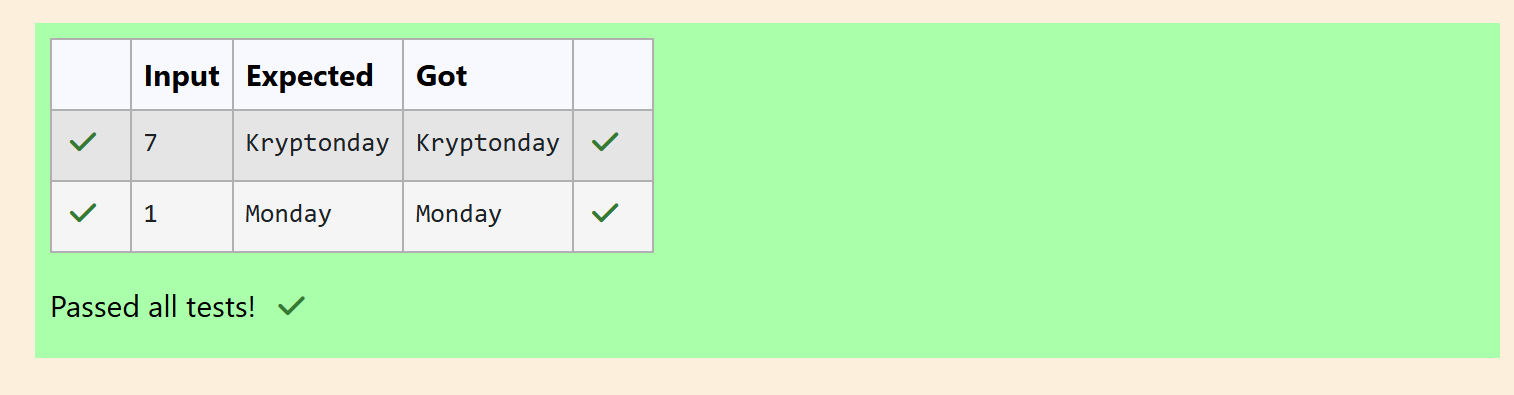 Input Expected Got
7 Kryptonday Kryptonday
1 Monday Monday
Passed all tests!